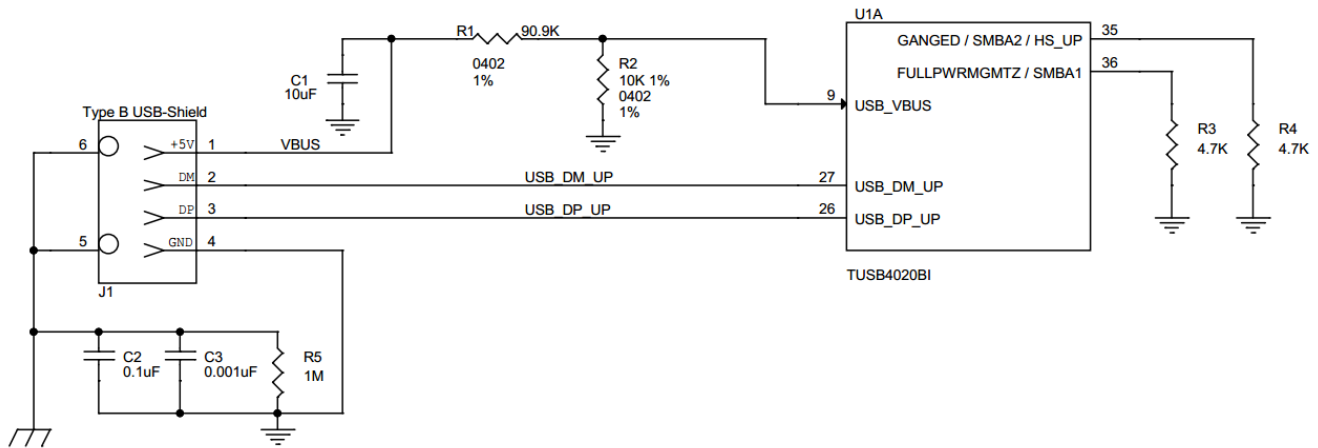 U1A
R1 90.9K
35
GANGED / SMBA2 / HS_UP
0402
1%
R2
10K 1%
0402
1%
36
FULLPWRMGMTZ / SMBA1
C1
10uF
9
USB_VBUS
Type B USB-Shield
R3
4.7K
R4
4.7K
6
+5V
1
VBUS
DM
2
USB_DM_UP
27
USB_DM_UP
DP
3
USB_DP_UP
26
USB_DP_UP
5
GND
4
TUSB4020BI
J1
C2
0.1uF
C3
0.001uF
R5
1M